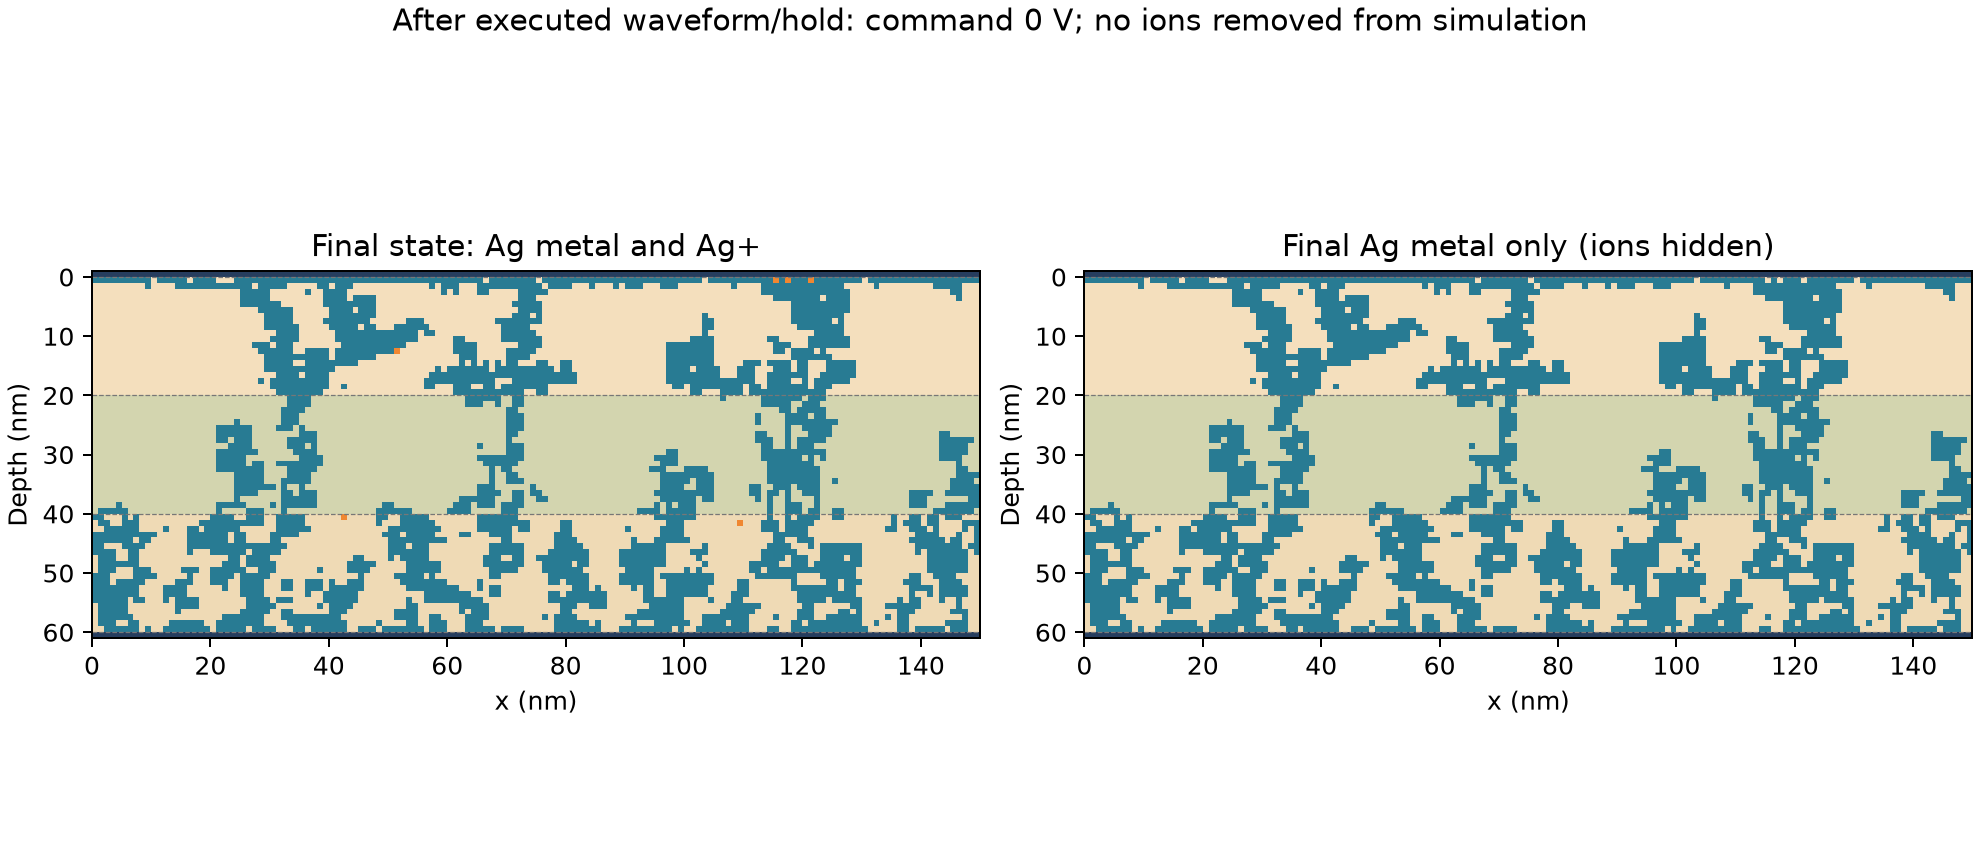 After executed waveform/hold: command 0 V; no ions removed from simulation
Final state: Ag metal and Ag+
Final Ag metal only (ions hidden)
Depth (nm)
0
10
20
30
40
50
60
0 20 40 60 80 100 120 140
x (nm)
Depth (nm)
0
10
20
30
40
50
60
0 20 40 60 80 100 120 140
x (nm)